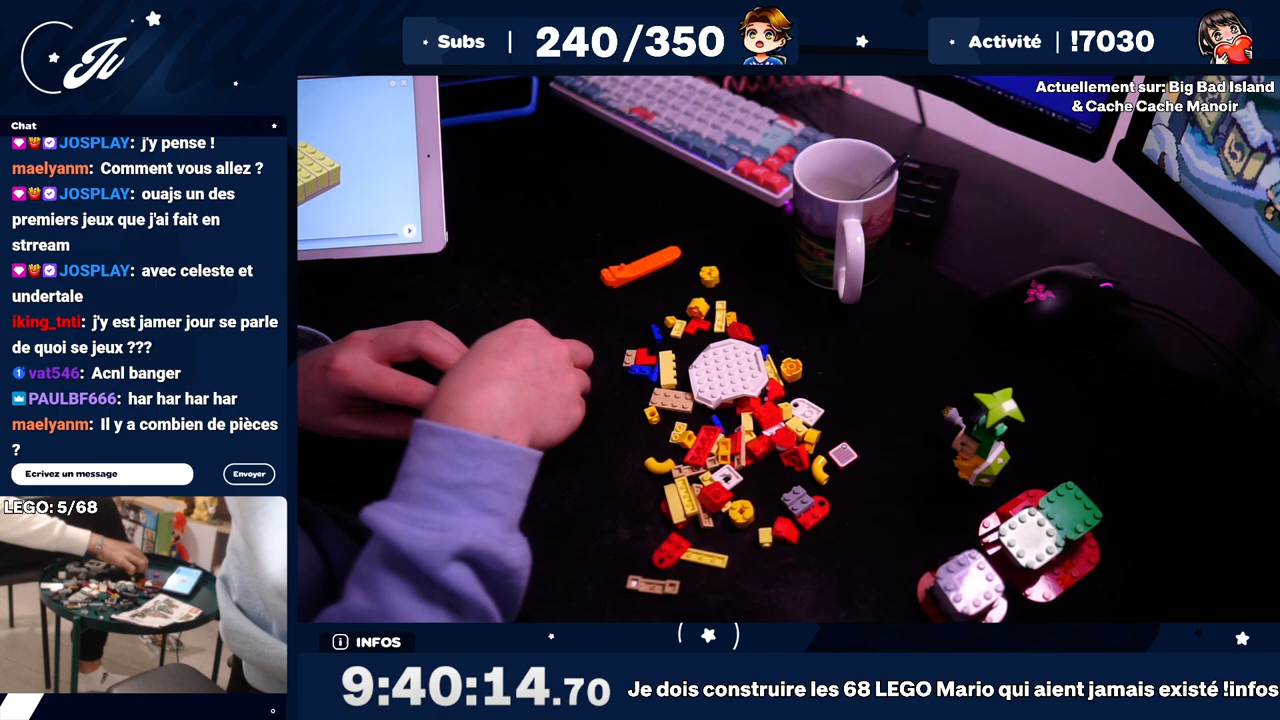 Jv
Subs | 240/350
Activité | !7030
Actuellement sur: Big Bad Island
& Cache Cache Manoir
Chat
JOSPLAY: j'y pense !
maelyanm: Comment vous allez ?
JOSPLAY: ouajs un des
premiers jeux que j'ai fait en
strream
JOSPLAY: avec celeste et
undertale
iking_tnti: j'y est jamer jour se parle
de quoi se jeux ???
1 vat546: Acnl banger
PAULBF666: har har har har
maelyanm: Il y a combien de pièces
?
Ecrivez un message
Envoyer
LEGO: 5/68
i INFOS
9:40:14.70
Je dois construire les 68 LEGO Mario qui aient jamais existé !infos